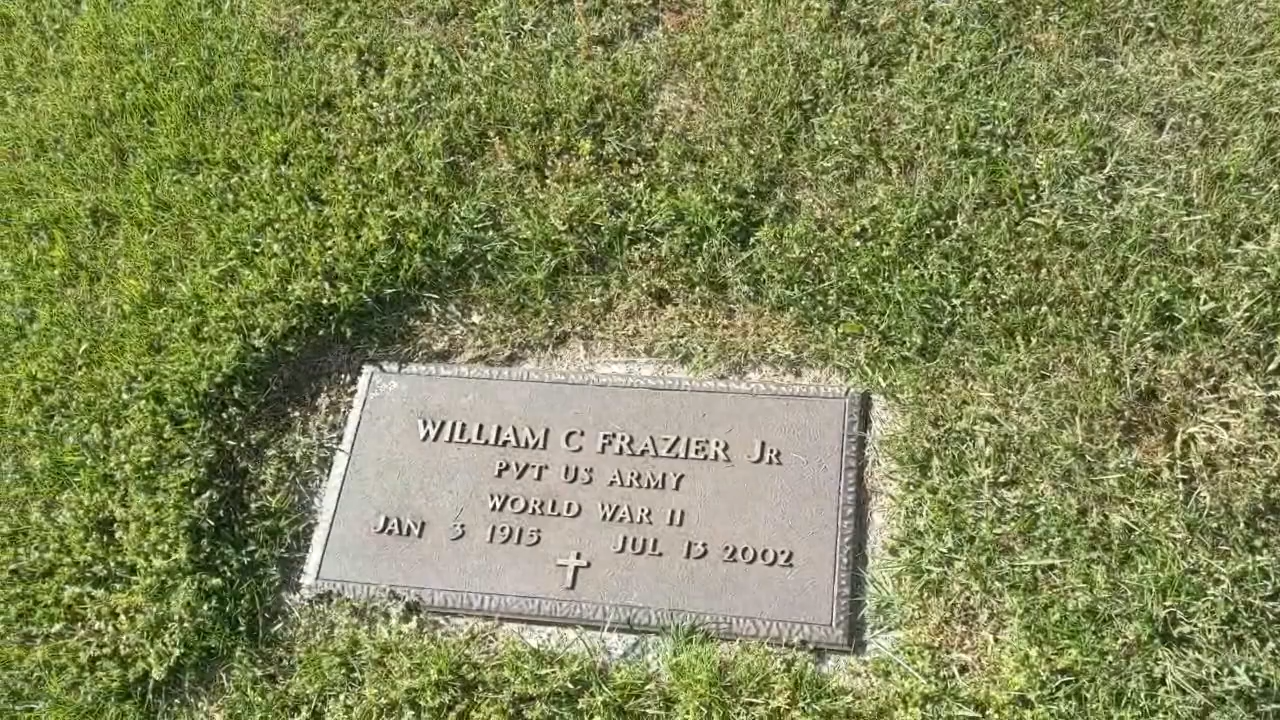 WILLIAM C FRAZIER JR
PVT US ARMY
WORLD WAR II
JAN 3 1915 JUL 13 2002